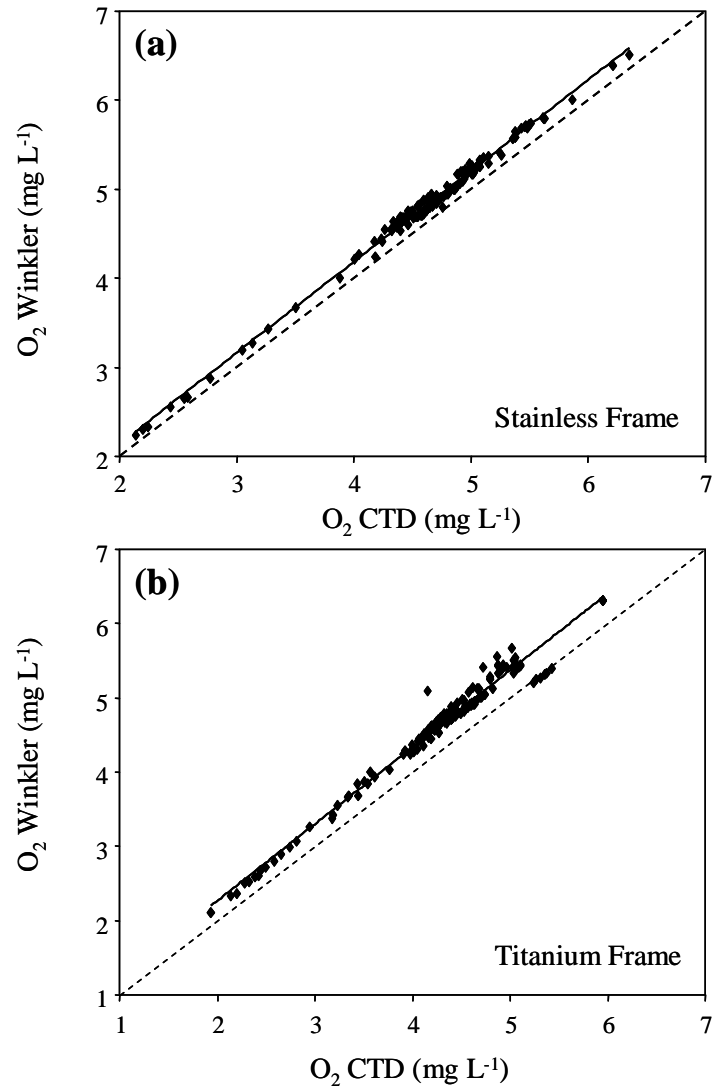 (a)
7
6
5
4
3
2
O2 Winkler (mg L-1)
Stainless Frame
2 3 4 5 6 7
O2 CTD (mg L-1)
(b)
7
6
5
4
3
2
1
O2 Winkler (mg L-1)
Titanium Frame
1 2 3 4 5 6 7
O2 CTD (mg L-1)